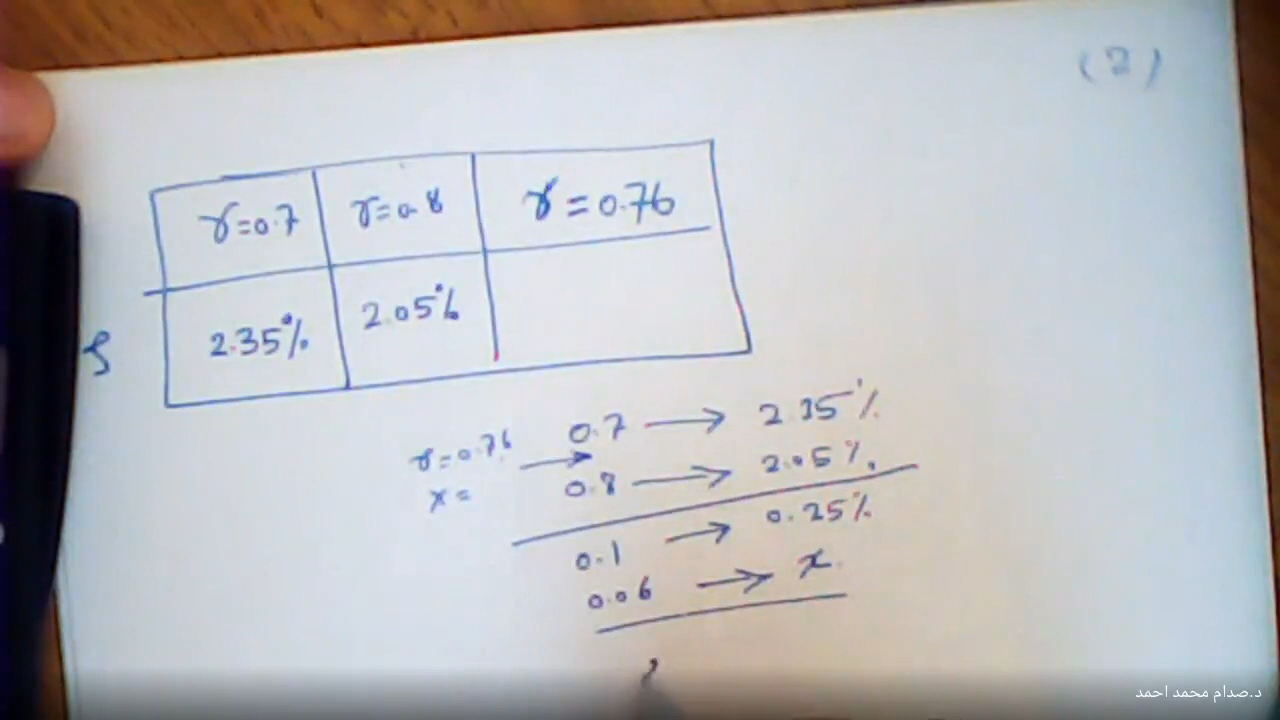 (2)
γ=0.7 γ=0.8 γ=0.76
2.35% 2.05%
γ=0.76 0.7 → 2.35%
x= → 0.8 → 2.05%
0.1 → 0.25%
0.06 → x
د.صدام محمد احمد